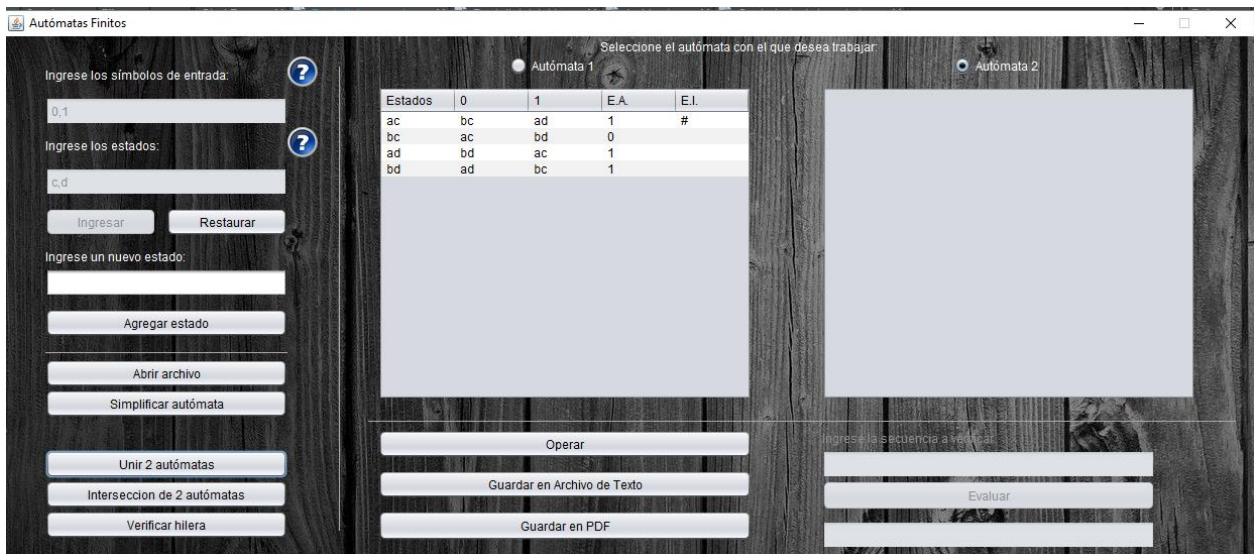 Autómatas Finitos
Seleccione el autómata con el que desea trabajar:
Autómata 1
Autómata 2
Ingrese los símbolos de entrada:
?
0,1
Ingrese los estados:
?
c,d
Ingresar Restaurar
Ingrese un nuevo estado:
Agregar estado
Abrir archivo
Simplificar autómata
Unir 2 autómatas
Interseccion de 2 autómatas
Verificar hilera
Estados 0 1 E.A. E.I.
ac bc ad 1 #
bc ac bd 0
ad bd ac 1
bd ad bc 1
Operar
Guardar en Archivo de Texto
Guardar en PDF
Ingrese la secuencia a verificar:
Evaluar